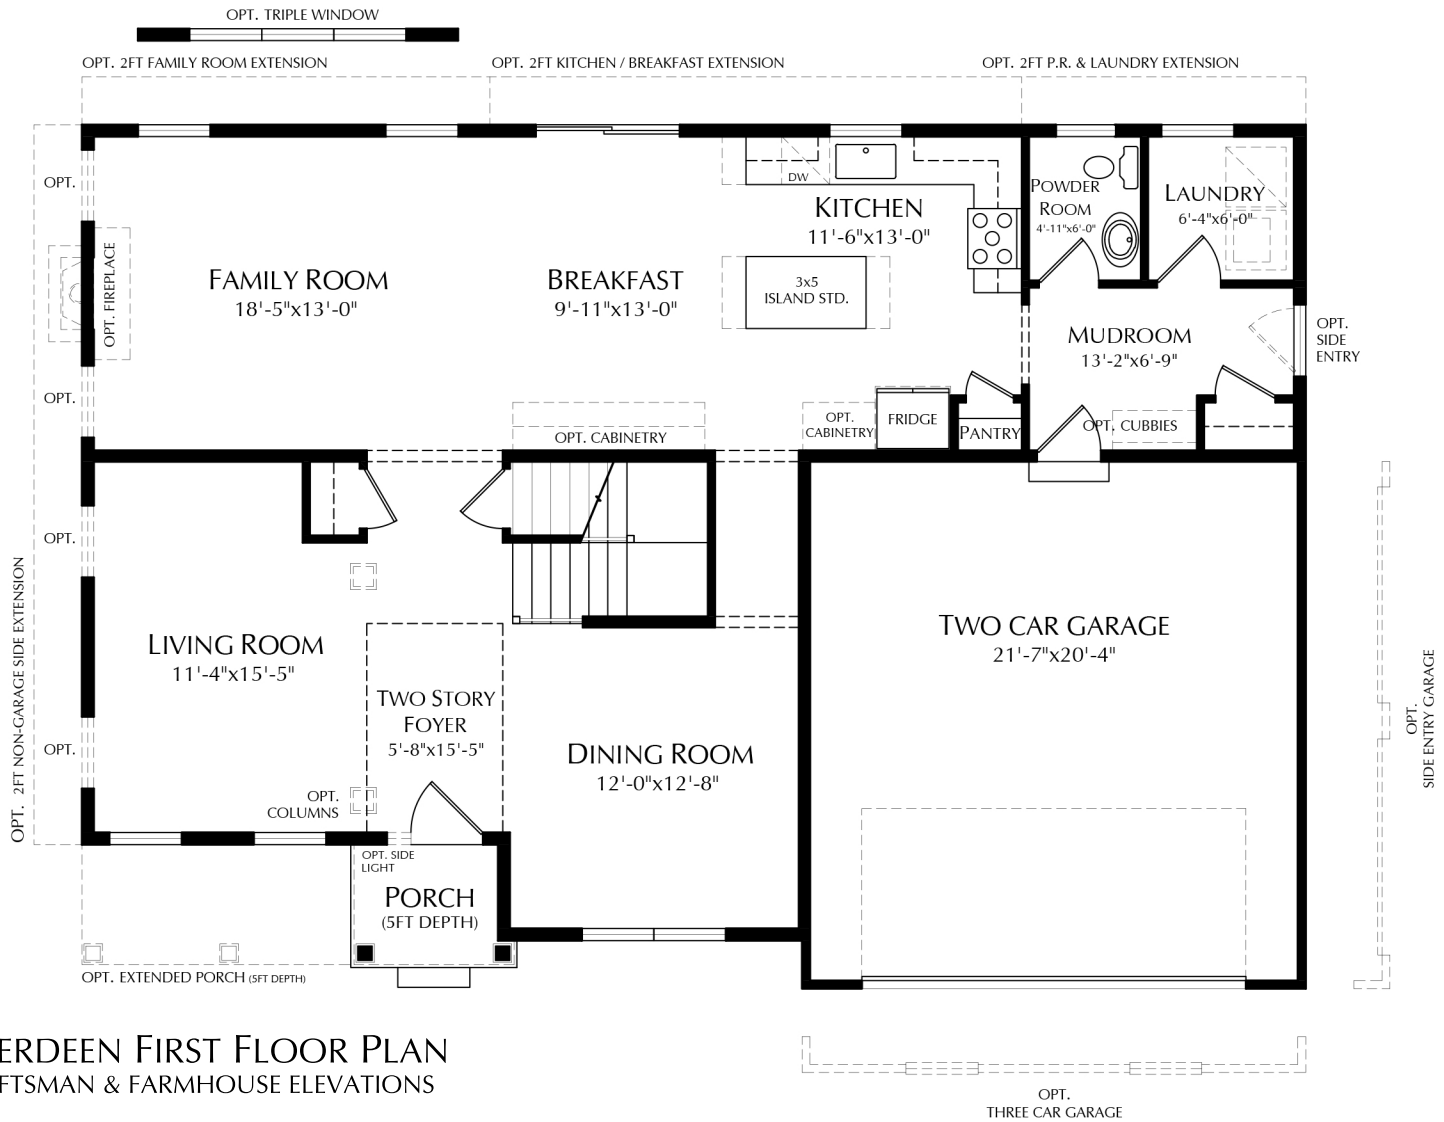 OPT. TRIPLE WINDOW
OPT. 2FT FAMILY ROOM EXTENSION
OPT. 2FT KITCHEN / BREAKFAST EXTENSION
OPT. 2FT P.R. & LAUNDRY EXTENSION
OPT.
DW
POWDER
ROOM
4'-11"x6'-0"
LAUNDRY
6'-4"x6'-0"
KITCHEN
11'-6"x13'-0"
OPT. FIREPLACE
FAMILY ROOM
18'-5"x13'-0"
BREAKFAST
9'-11"x13'-0"
3x5
ISLAND STD.
MUDROOM
13'-2"x6'-9"
OPT.
SIDE
ENTRY
OPT.
OPT. CABINETRY
OPT.
CABINETRY
FRIDGE
PANTRY
OPT. CUBBIES
OPT.
OPT. 2FT NON-GARAGE SIDE EXTENSION
LIVING ROOM
11'-4"x15'-5"
TWO CAR GARAGE
21'-7"x20'-4"
OPT.
SIDE ENTRY GARAGE
TWO STORY
FOYER
5'-8"x15'-5"
OPT.
DINING ROOM
12'-0"x12'-8"
OPT.
COLUMNS
OPT. SIDE
LIGHT
PORCH
(5FT DEPTH)
OPT. EXTENDED PORCH (5FT DEPTH)
ERDEEN FIRST FLOOR PLAN
FTSMAN & FARMHOUSE ELEVATIONS
OPT.
THREE CAR GARAGE